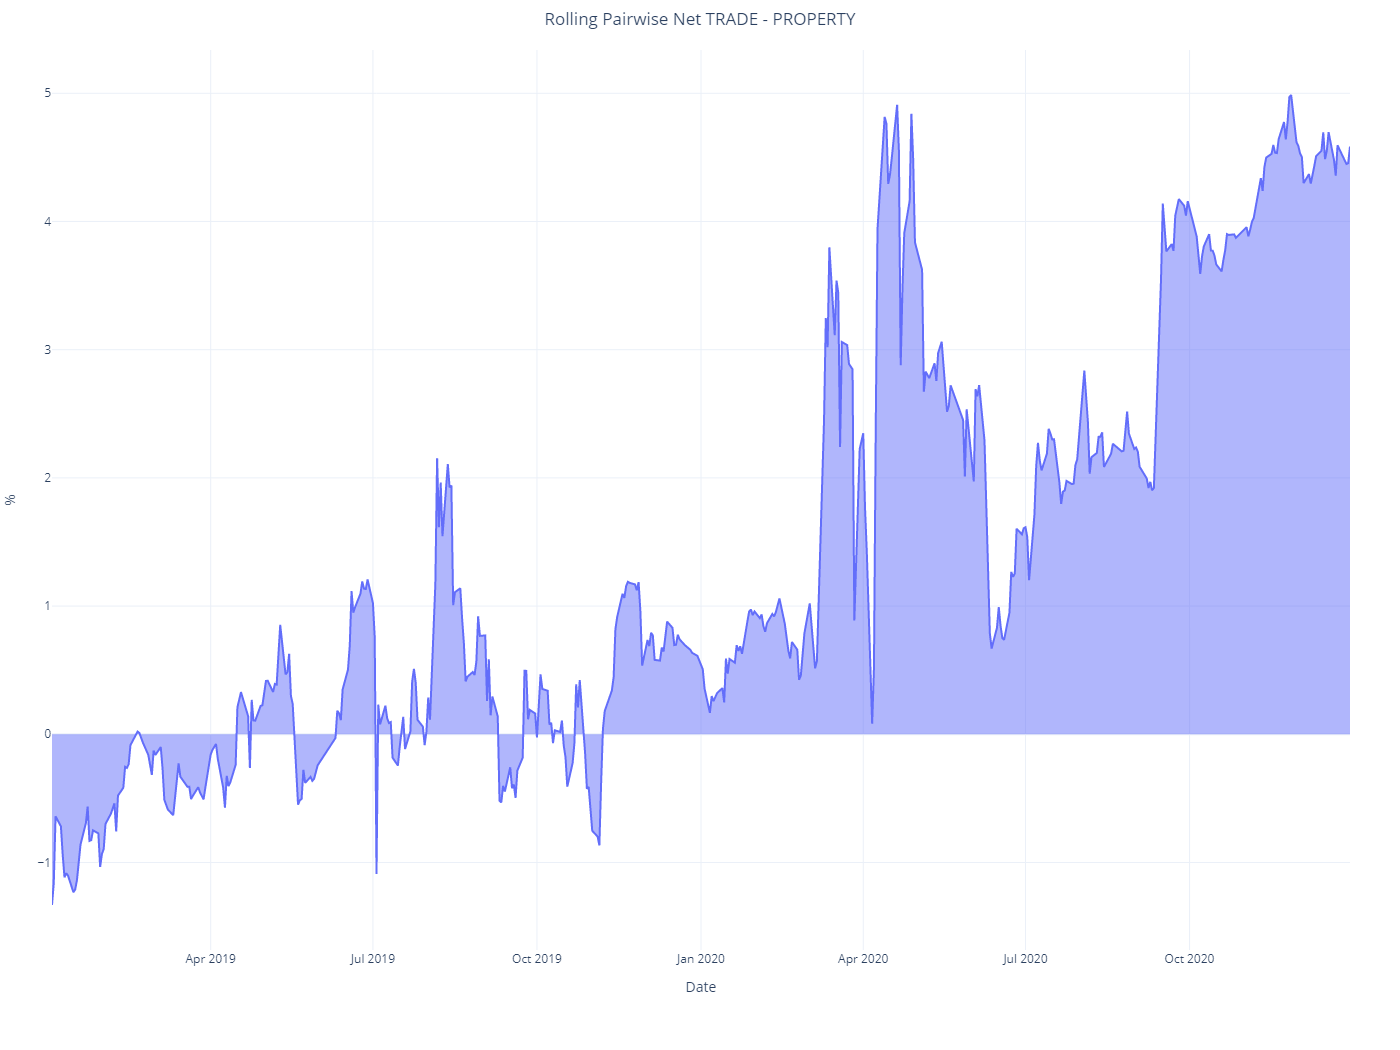 Rolling Pairwise Net TRADE - PROPERTY
5
4
3
2
1
0
−1
%
Apr 2019
Jul 2019
Oct 2019
Jan 2020
Apr 2020
Jul 2020
Oct 2020
Date